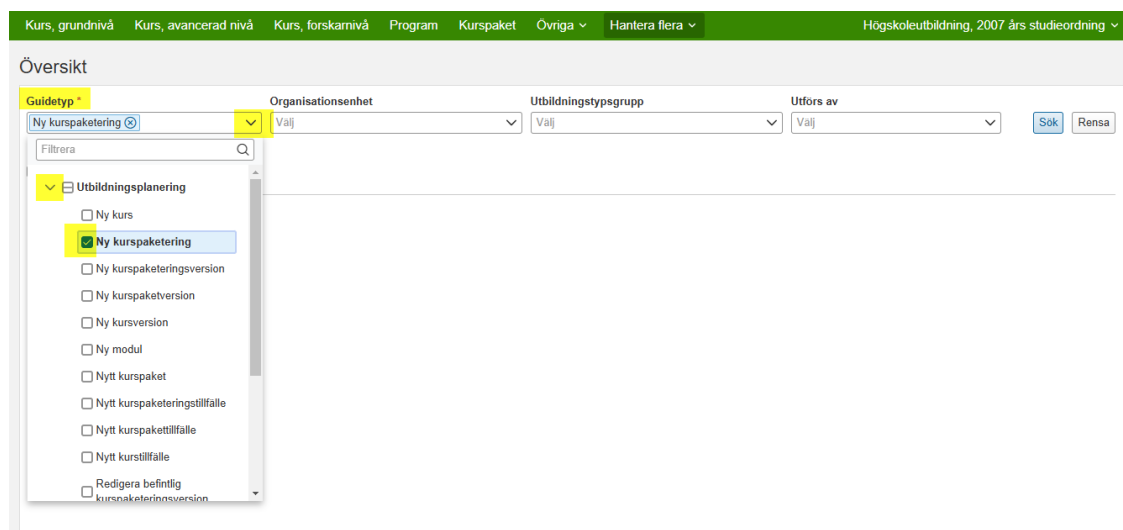 Kurs, grundnivå Kurs, avancerad nivå Kurs, forskarnivå Program Kurspaket Övriga Hantera flera Högskoleutbildning, 2007 års studieordning
Översikt
Guidetyp * Organisationsenhet Utbildningstypsgrupp Utförs av
Ny kurspaketering Välj Välj Välj Sök Rensa
Filtrera
Utbildningsplanering
Ny kurs
Ny kurspaketering
Ny kurspaketeringsversion
Ny kurspaketversion
Ny kursversion
Ny modul
Nytt kurspaket
Nytt kurspaketeringstillfälle
Nytt kurspakettillfälle
Nytt kurstillfälle
Redigera befintlig
kurspaketeringsversion